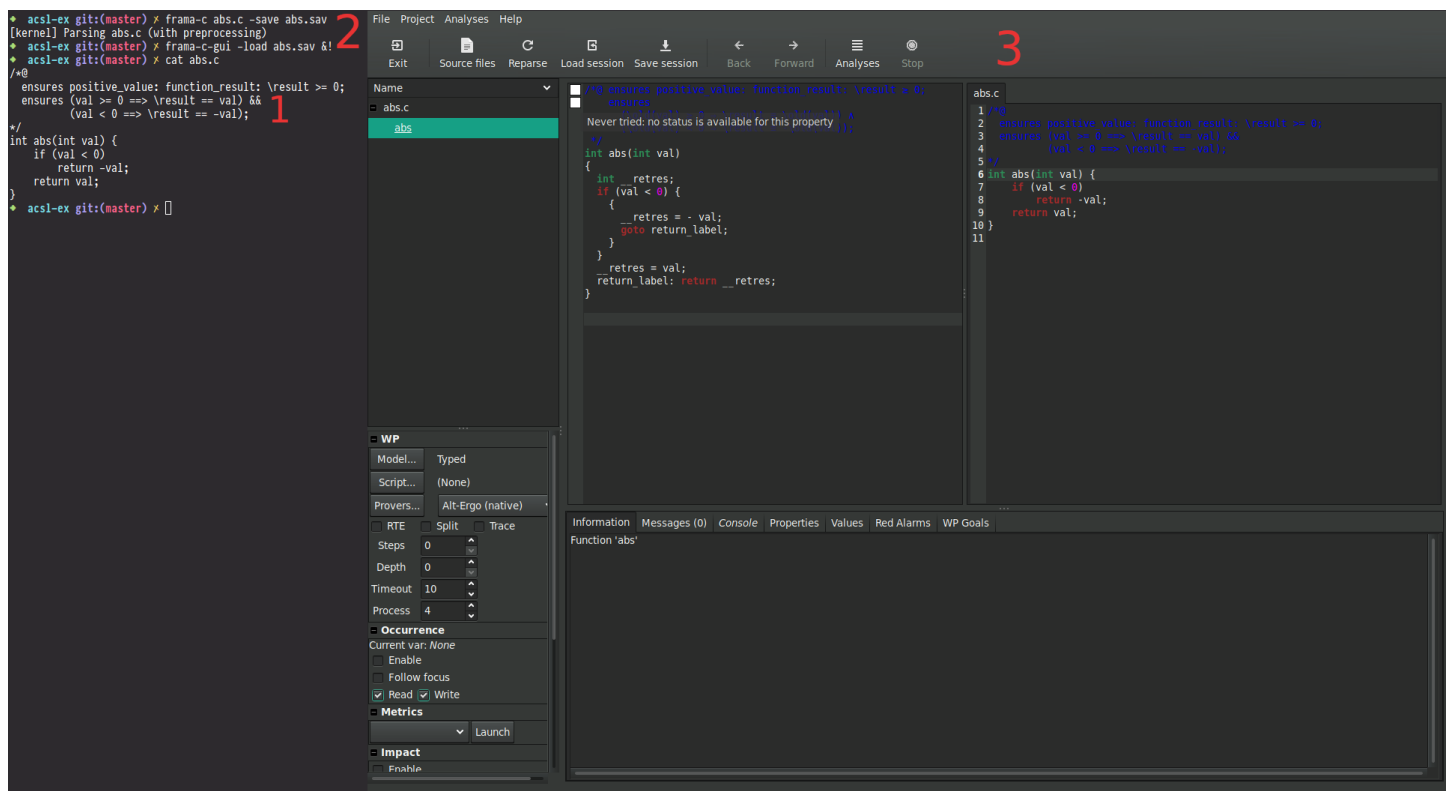 ◆ acsl-ex git:(master) ✗ frama-c abs.c -save abs.sav
[kernel] Parsing abs.c (with preprocessing)
◆ acsl-ex git:(master) ✗ frama-c-gui -load abs.sav &!
◆ acsl-ex git:(master) ✗ cat abs.c
/*@
  ensures positive_value: function_result: \result >= 0;
  ensures (val >= 0 ==> \result == val) &&
          (val < 0 ==> \result == -val);
*/
int abs(int val) {
    if (val < 0)
        return -val;
    return val;
}
◆ acsl-ex git:(master) ✗
1
2
3
File Project Analyses Help
Exit Source files Reparse Load session Save session Back Forward Analyses Stop
Name
abs.c
abs
/*@ ensures positive_value: function_result: \result ≥ 0;
    ensures
Never tried: no status is available for this property
*/
int abs(int val)
{
  int __retres;
  if (val < 0) {
    {
      __retres = - val;
      goto return_label;
    }
  }
  __retres = val;
  return_label: return __retres;
}
abs.c
1 /*@
2   ensures positive_value: function_result: \result >= 0;
3   ensures (val >= 0 ==> \result == val) &&
4           (val < 0 ==> \result == -val);
5 */
6 int abs(int val) {
7     if (val < 0)
8         return -val;
9     return val;
10 }
11
WP
Model... Typed
Script... (None)
Provers... Alt-Ergo (native)
RTE Split Trace
Steps 0
Depth 0
Timeout 10
Process 4
Occurrence
Current var: None
Enable
Follow focus
Read Write
Metrics
Launch
Impact
Enable
Information Messages (0) Console Properties Values Red Alarms WP Goals
Function 'abs'